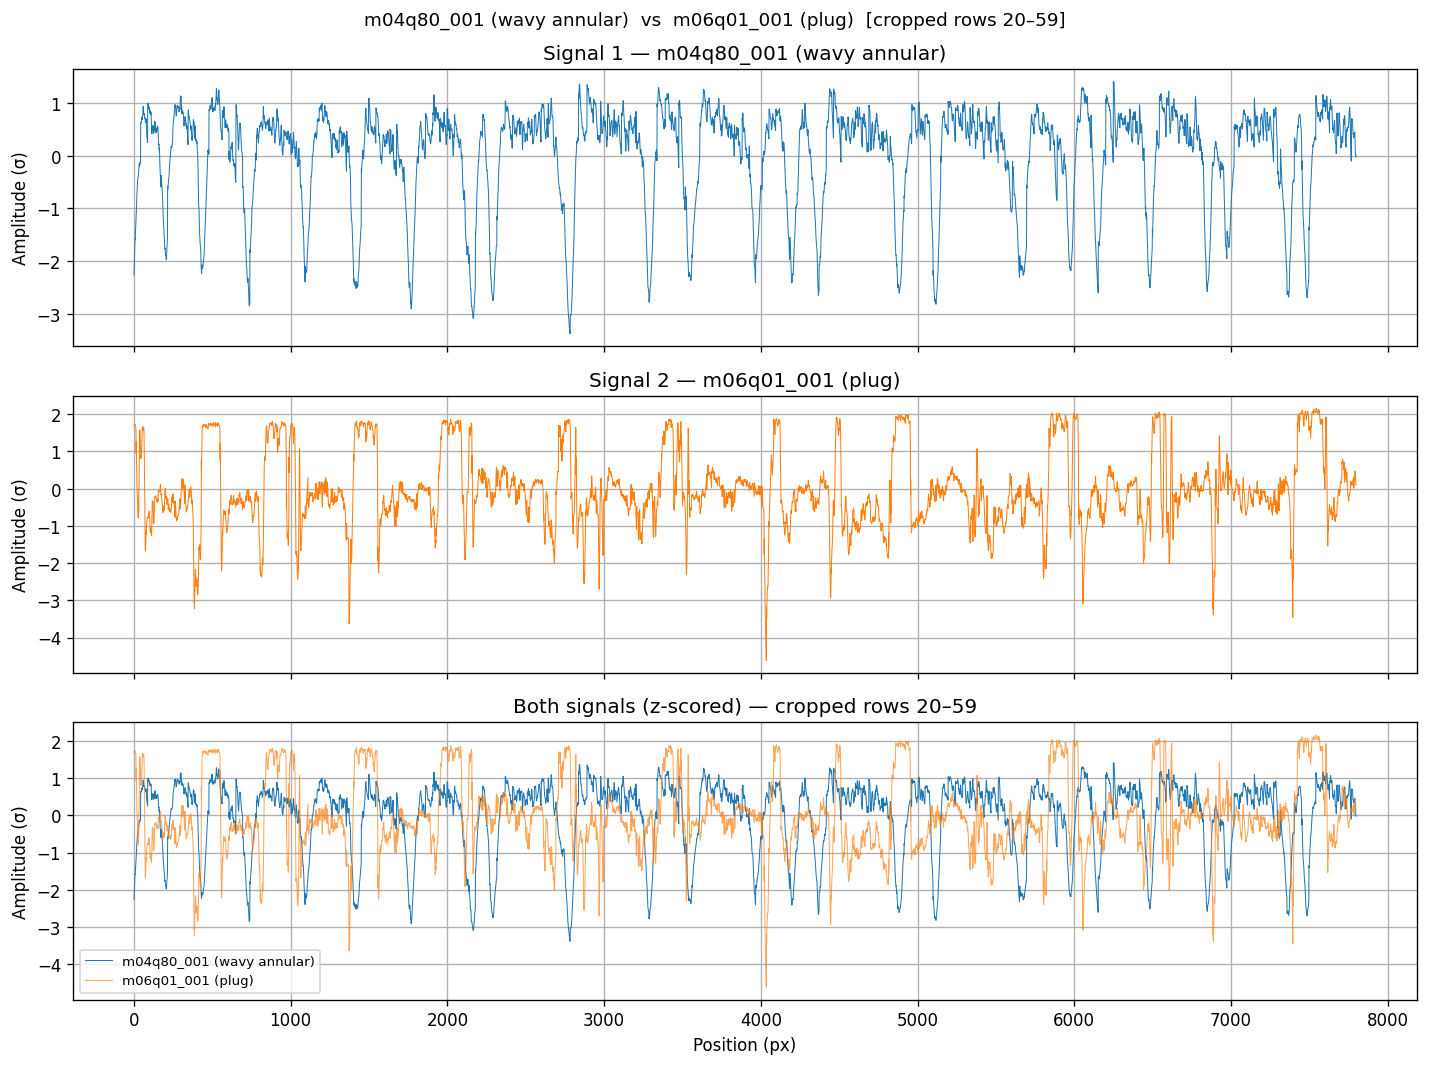 m04q80_001 (wavy annular)  vs  m06q01_001 (plug)  [cropped rows 20–59]
Signal 1 — m04q80_001 (wavy annular)
1
0
−1
−2
−3
Amplitude (σ)
Signal 2 — m06q01_001 (plug)
2
1
0
−1
−2
−3
−4
Amplitude (σ)
Both signals (z-scored) — cropped rows 20–59
2
1
0
−1
−2
−3
−4
Amplitude (σ)
m04q80_001 (wavy annular)
m06q01_001 (plug)
0 1000 2000 3000 4000 5000 6000 7000 8000
Position (px)